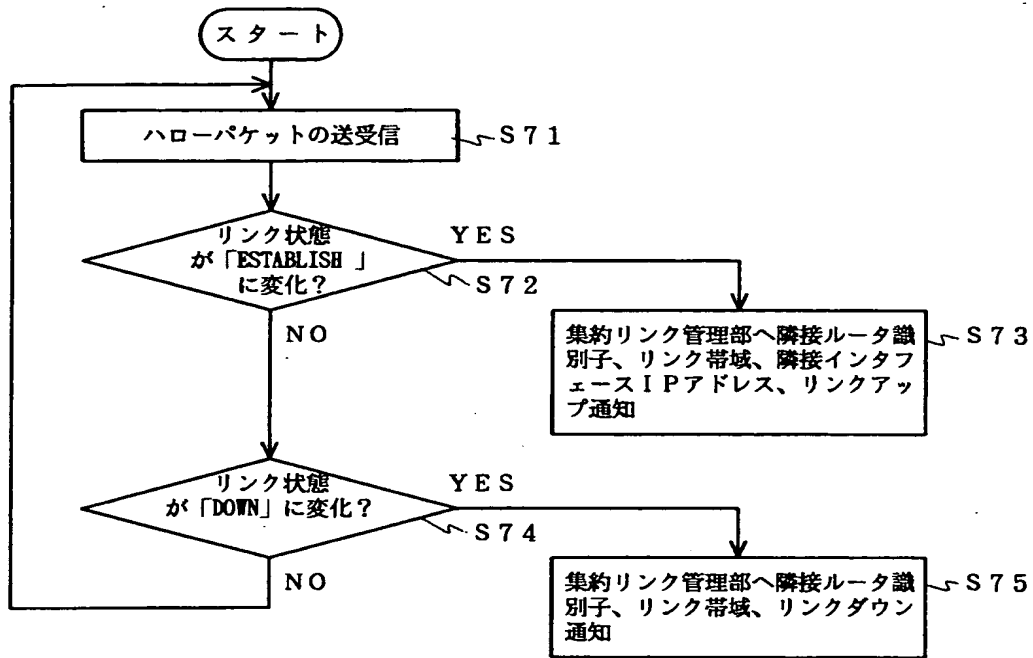 スタート
ハローパケットの送受信
S71
リンク状態
が「ESTABLISH 」
に変化?
YES
S72
NO
集約リンク管理部へ隣接ルータ識
別子、リンク帯域、隣接インタフ
ェースIPアドレス、リンクアッ
プ通知
S73
リンク状態
が「DOWN」に変化?
YES
S74
NO
集約リンク管理部へ隣接ルータ識
別子、リンク帯域、リンクダウン
通知
S75